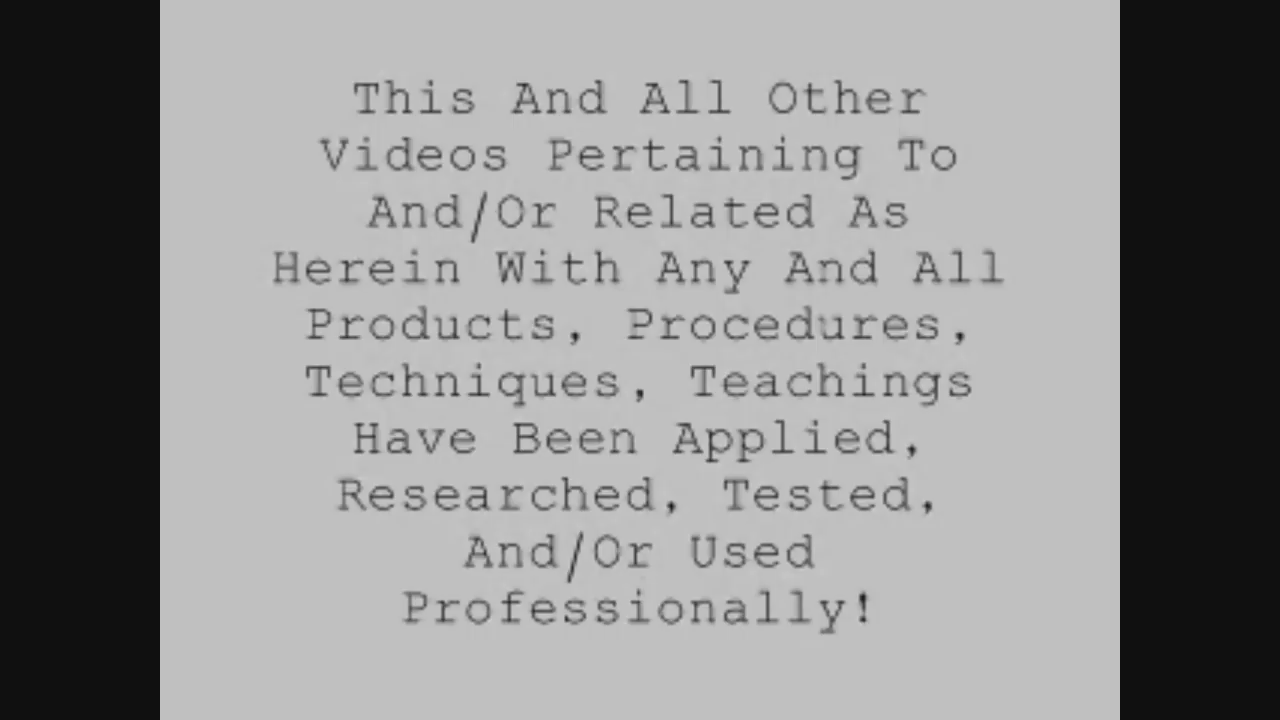 This And All Other
Videos Pertaining To
And/Or Related As
Herein With Any And All
Products, Procedures,
Techniques, Teachings
Have Been Applied,
Researched, Tested,
And/Or Used
Professionally!